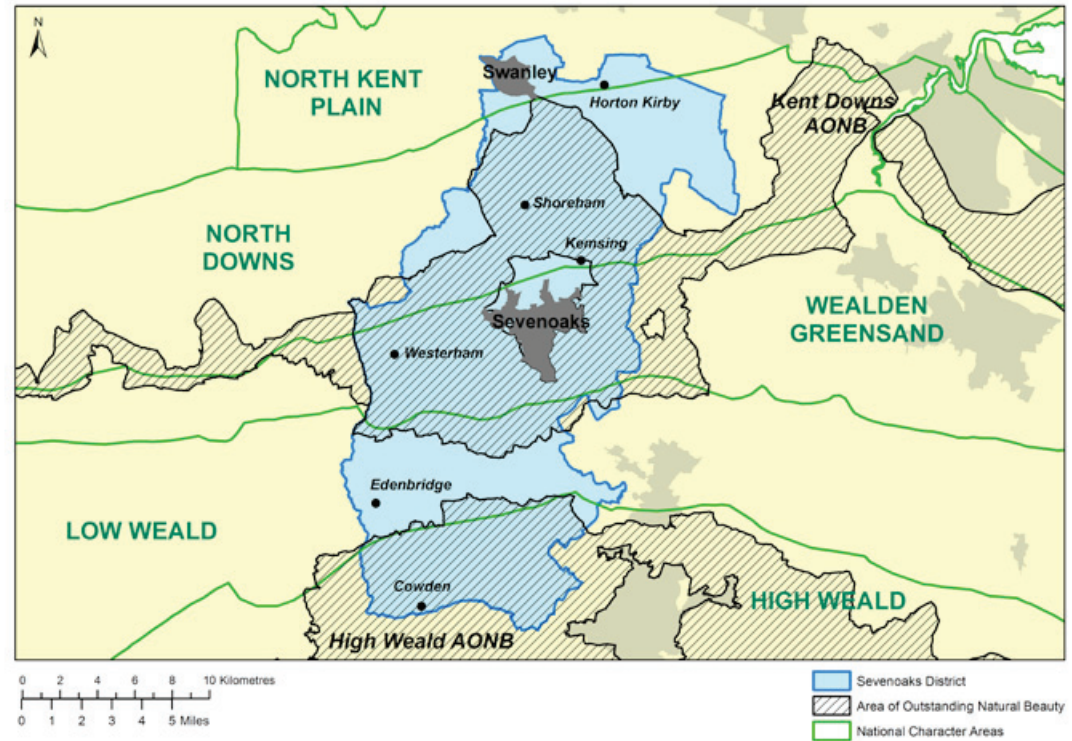 N
NORTH KENT
PLAIN
Swanley
Horton Kirby
Kent Downs
AONB
Shoreham
NORTH
DOWNS
Kemsing
WEALDEN
GREENSAND
Sevenoaks
Westerham
Edenbridge
LOW WEALD
Cowden
HIGH WEALD
High Weald AONB
0 2 4 6 8 10 Kilometres
0 1 2 3 4 5 Miles
Sevenoaks District
Area of Outstanding Natural Beauty
National Character Areas